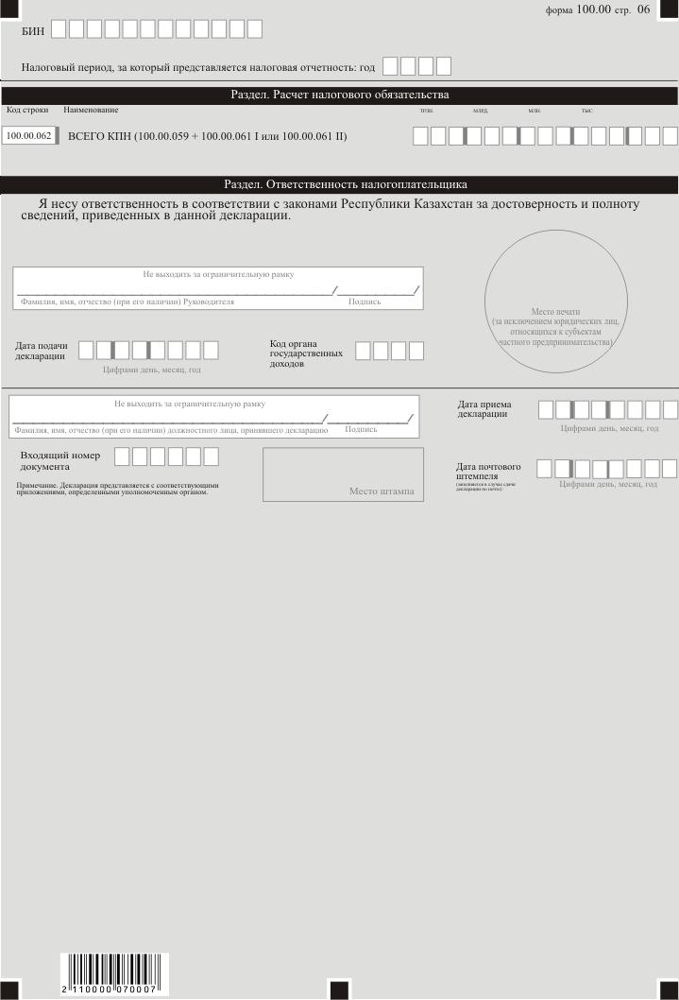 форма 100.00 стр. 06
БИН
Налоговый период, за который представляется налоговая отчетность: год
Раздел. Расчет налогового обязательства
Код строки Наименование трлн. млрд. млн. тыс.
100.00.062 ВСЕГО КПН (100.00.059 + 100.00.061 I или 100.00.061 II)
Раздел. Ответственность налогоплательщика
Я несу ответственность в соответствии с законами Республики Казахстан за достоверность и полноту
сведений, приведенных в данной декларации.
Не выходить за ограничительную рамку
/ /
Фамилия, имя, отчество (при его наличии) Руководителя Подпись
Место печати
(за исключением юридических лиц,
относящихся к субъектам
частного предпринимательства)
Дата подачи
декларации
Цифрами день, месяц, год
Код органа
государственных
доходов
Не выходить за ограничительную рамку
/ /
Фамилия, имя, отчество (при его наличии) должностного лица, принявшего декларацию Подпись
Дата приема
декларации
Цифрами день, месяц, год
Входящий номер
документа
Примечание. Декларация представляется с соответствующими
приложениями, определенными уполномоченным органом.
Место штампа
Дата почтового
штемпеля
(заполняется в случае сдачи
декларации по почте)
Цифрами день, месяц, год
2 110000 070007